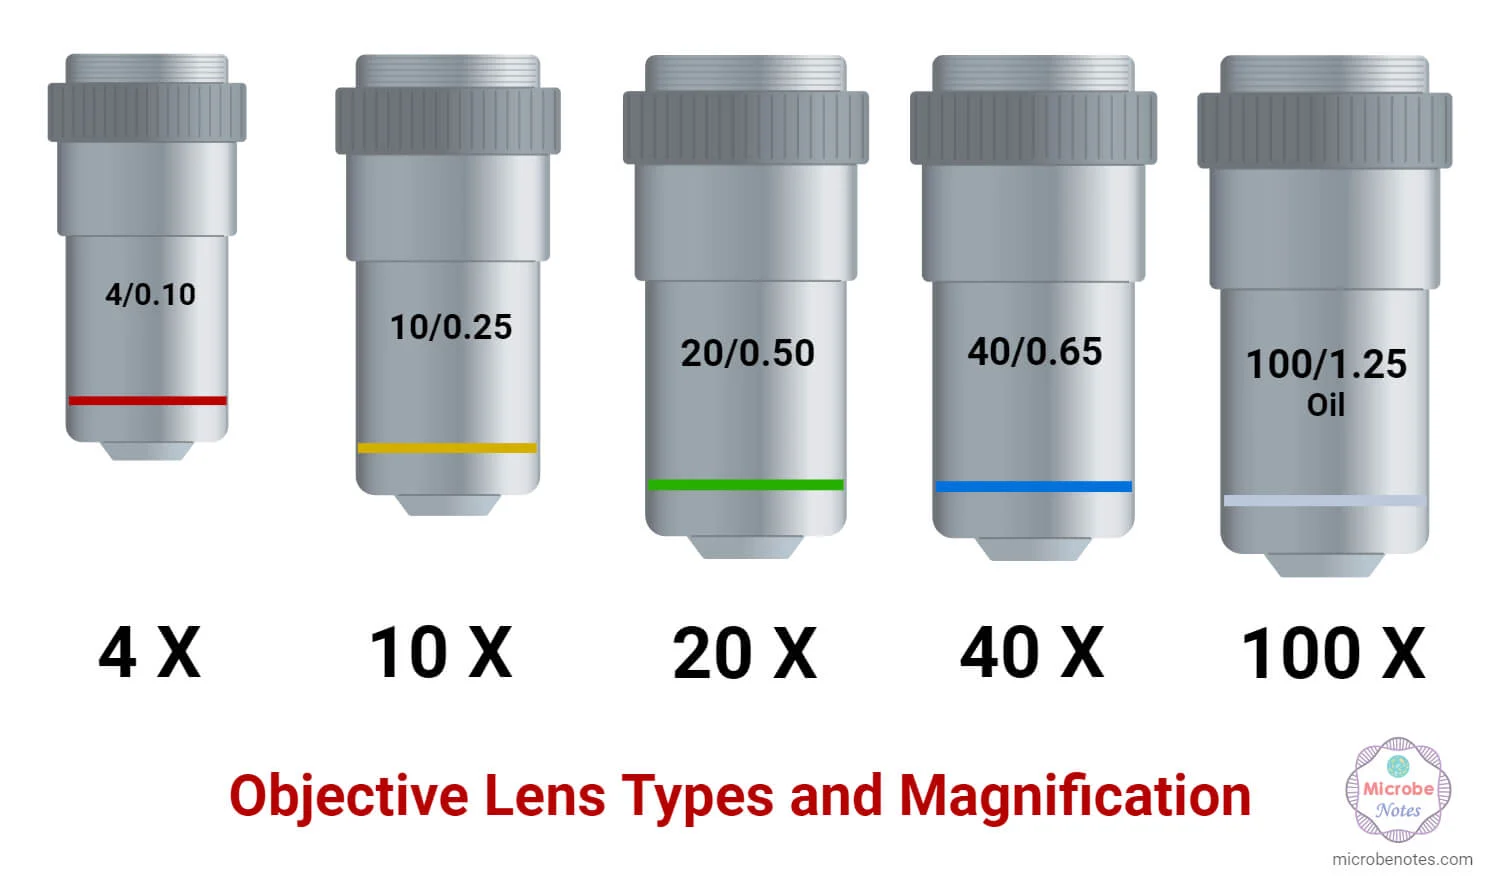 4/0.10
10/0.25
20/0.50
40/0.65
100/1.25
Oil
4 X
10 X
20 X
40 X
100 X
Objective Lens Types and Magnification
Microbe
Notes
microbenotes.com